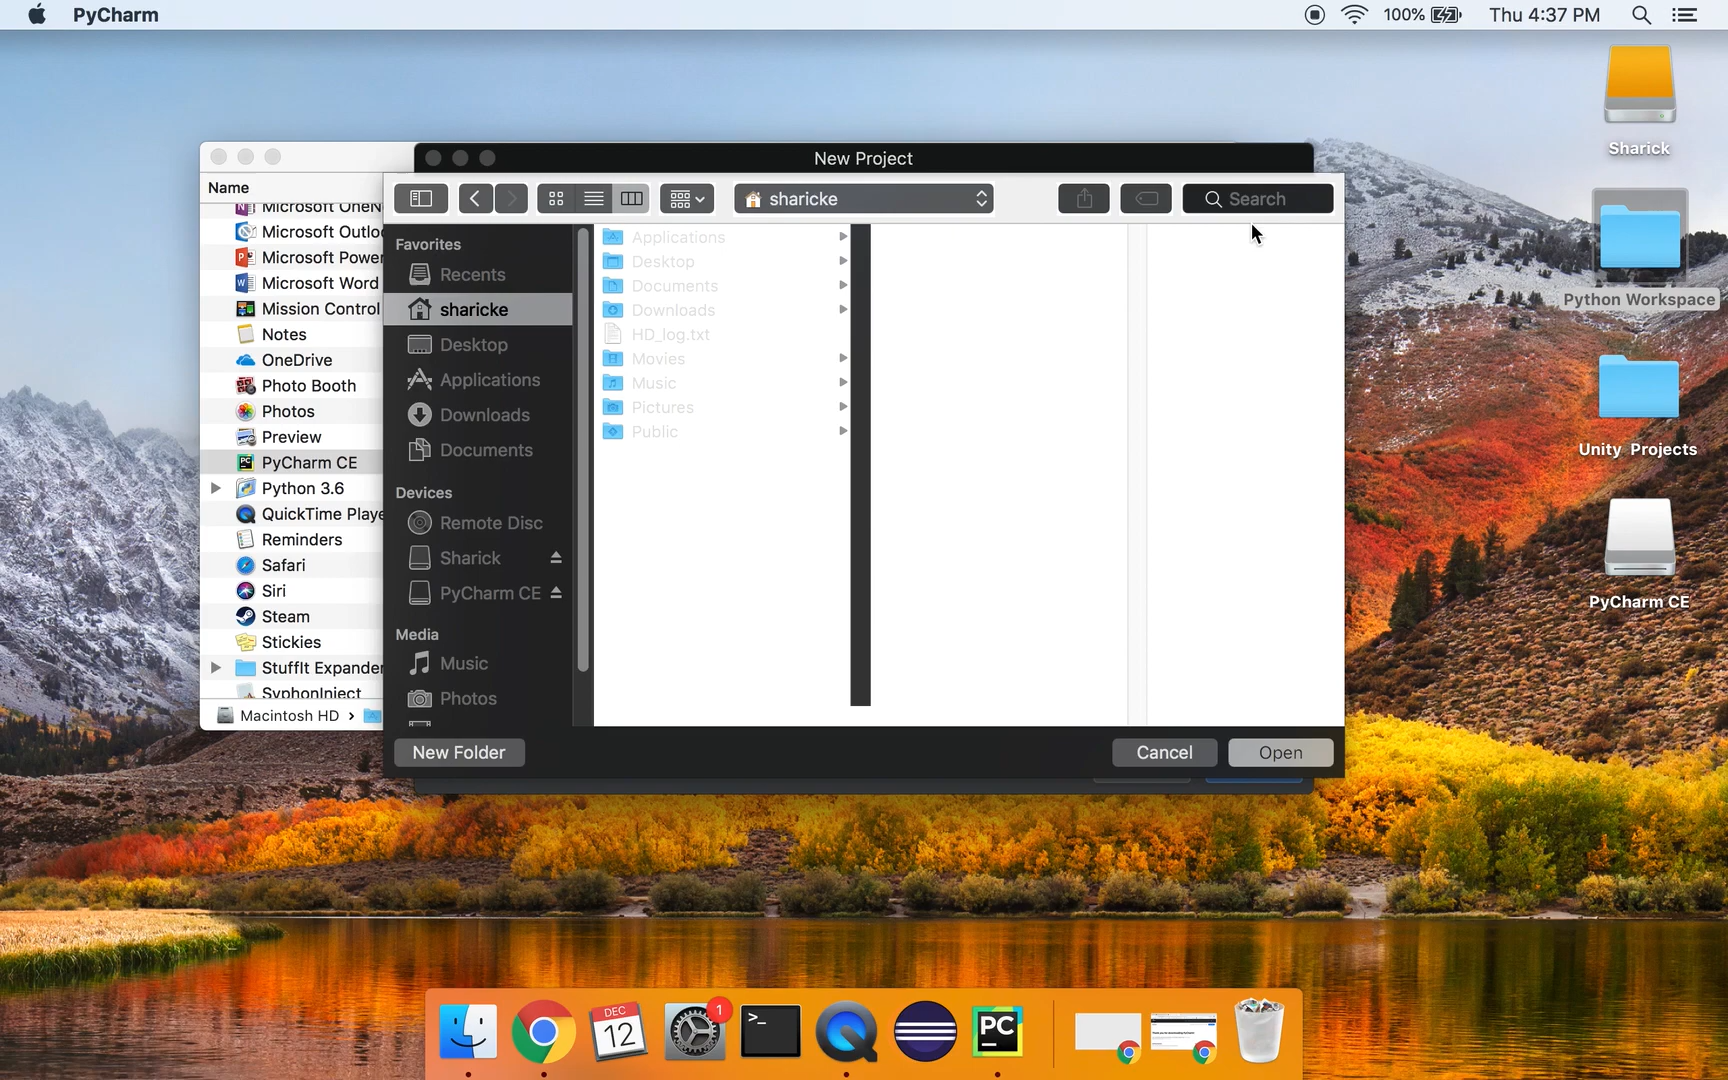 PyCharm
100%
Thu 4:37 PM
New Project
Name
Microsoft OneN
Microsoft Outlo
Microsoft Power
Microsoft Word
Mission Control
Notes
OneDrive
Photo Booth
Photos
Preview
PyCharm CE
Python 3.6
QuickTime Playe
Reminders
Safari
Siri
Steam
Stickies
StuffIt Expander
SyphonInject
Macintosh HD
sharicke
Search
Favorites
Recents
sharicke
Desktop
Applications
Downloads
Documents
Devices
Remote Disc
Sharick
PyCharm CE
Media
Music
Photos
Applications
Desktop
Documents
Downloads
HD_log.txt
Movies
Music
Pictures
Public
New Folder
Cancel
Open
Sharick
Python Workspace
Unity Projects
PyCharm CE
DEC
12
1
>_
PC